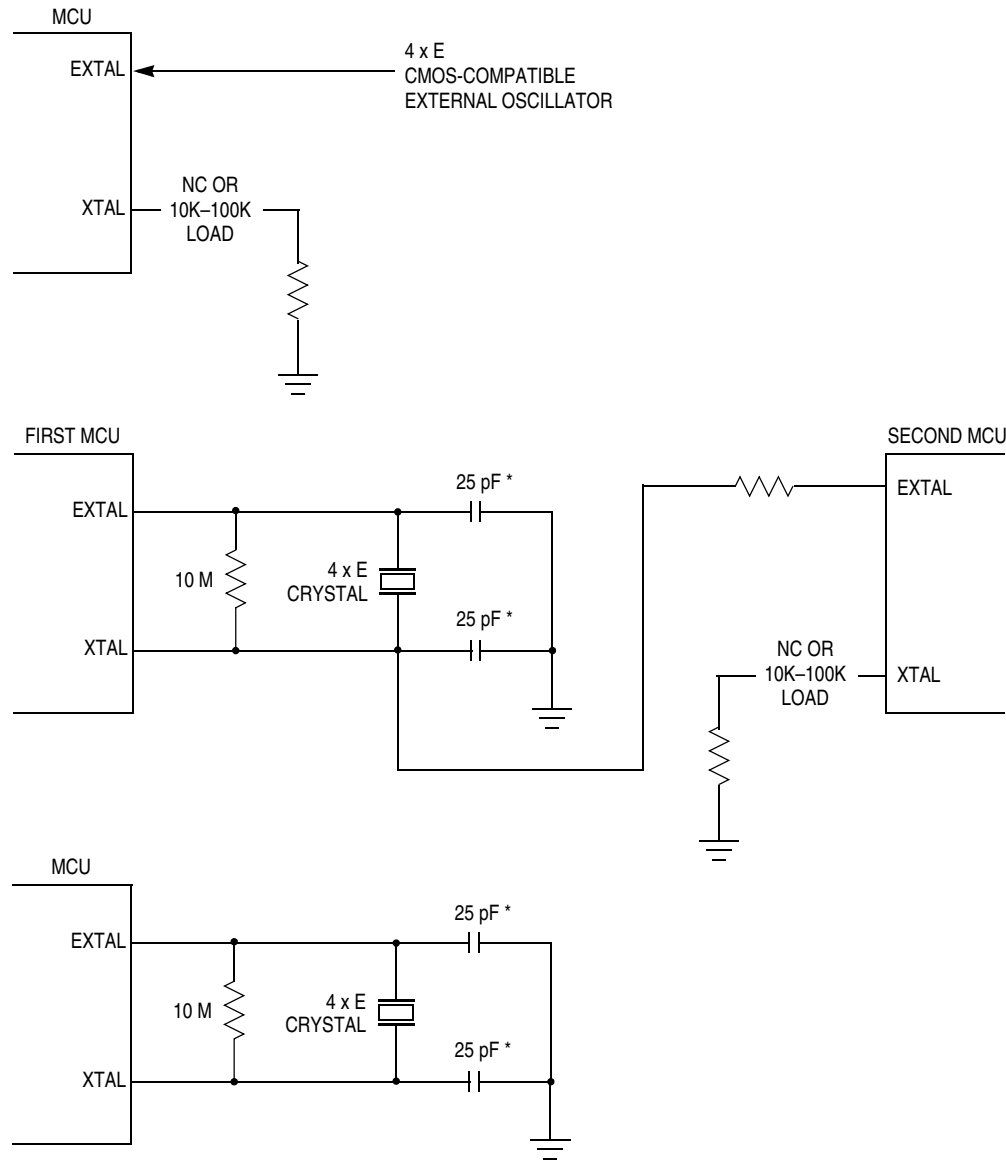 MCU
EXTAL
4 x E
CMOS-COMPATIBLE
EXTERNAL OSCILLATOR
XTAL
NC OR
10K–100K
LOAD
FIRST MCU
SECOND MCU
EXTAL
25 pF *
EXTAL
10 M
4 x E
CRYSTAL
25 pF *
XTAL
NC OR
10K–100K
LOAD
XTAL
MCU
EXTAL
25 pF *
10 M
4 x E
CRYSTAL
25 pF *
XTAL